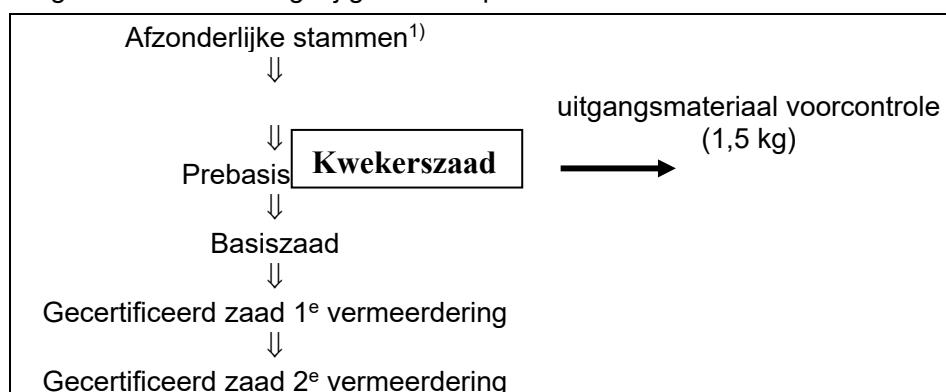 Afzonderlijke stammen1)
⇓
uitgangsmateriaal voorcontrole
(1,5 kg)
⇓
Kwekerszaad
Prebasis
⇓
Basiszaad
⇓
Gecertificeerd zaad 1e vermeerdering
⇓
Gecertificeerd zaad 2e vermeerdering